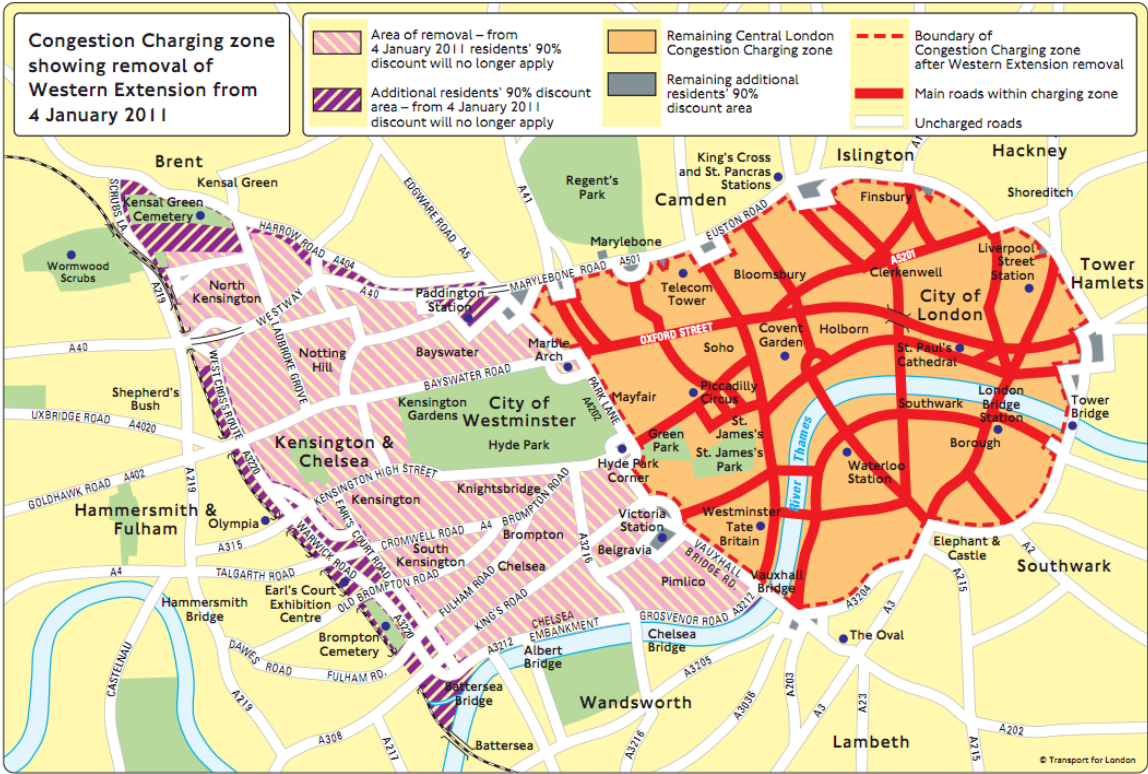 Congestion Charging zone
showing removal of
Western Extension from
4 January 2011
Area of removal – from
4 January 2011 residents' 90%
discount will no longer apply
Additional residents' 90% discount
area – from 4 January 2011
discount will no longer apply
Remaining Central London
Congestion Charging zone
Remaining additional
residents' 90%
discount area
Boundary of
Congestion Charging zone
after Western Extension removal
Main roads within charging zone
Uncharged roads
Brent
Kensal Green
SCRUBS LA.
Kensal Green
Cemetery
HARROW ROAD A404
EDGWARE ROAD A5
A41
Regent's
Park
King's Cross
and St. Pancras
Stations
Camden
EUSTON ROAD
Islington
Hackney
Finsbury
Shoreditch
Wormwood
Scrubs
A219
North
Kensington
WESTWAY
A40
Paddington
Station
MARYLEBONE ROAD
A501
Marylebone
Telecom
Tower
Bloomsbury
A5201
Clerkenwell
Liverpool
Street
Station
Tower
Hamlets
City of
London
A40
LADBROKE GROVE
Notting
Hill
Bayswater
BAYSWATER ROAD
Marble
Arch
OXFORD STREET
Soho
Covent
Garden
Holborn
St. Paul's
Cathedral
Shepherd's
Bush
WEST CROSS ROUTE
UXBRIDGE ROAD
A4020
Kensington
Gardens
City of
Westminster
Hyde Park
PARK LANE
A4202
Mayfair
Piccadilly
Circus
St.
James's
Green
Park
St. James's
Park
Southwark
London
Bridge
Station
Borough
Tower
Bridge
River Thames
Waterloo
Station
Kensington &
Chelsea
GOLDHAWK ROAD A402
A219
A3220
KENSINGTON HIGH STREET
Kensington
Knightsbridge
BROMPTON ROAD
Hyde Park
Corner
Hammersmith &
Fulham
Olympia
WARWICK ROAD
EARL'S COURT ROAD
CROMWELL ROAD A4
Brompton
A3216
Victoria
Station
Belgravia
Westminster
Tate
Britain
VAUXHALL
BRIDGE RD.
Elephant &
Castle
A2
Southwark
A315
A4
TALGARTH ROAD
South
Kensington
OLD BROMPTON ROAD
Chelsea
FULHAM ROAD
KING'S ROAD
Pimlico
Vauxhall
Bridge
A3204
A3
A215
Hammersmith
Bridge
Earl's Court
Exhibition
Centre
Brompton
Cemetery
A3220
A3212
CHELSEA
EMBANKMENT
GROSVENOR ROAD A3212
Chelsea
Bridge
The Oval
CASTELNAU
DAWES ROAD
FULHAM RD.
Albert
Bridge
A3205
A219
Battersea
Bridge
Wandsworth
A3036
A203
A3
A23
A202
A308
A217
Battersea
A3216
Lambeth
A215
© Transport for London